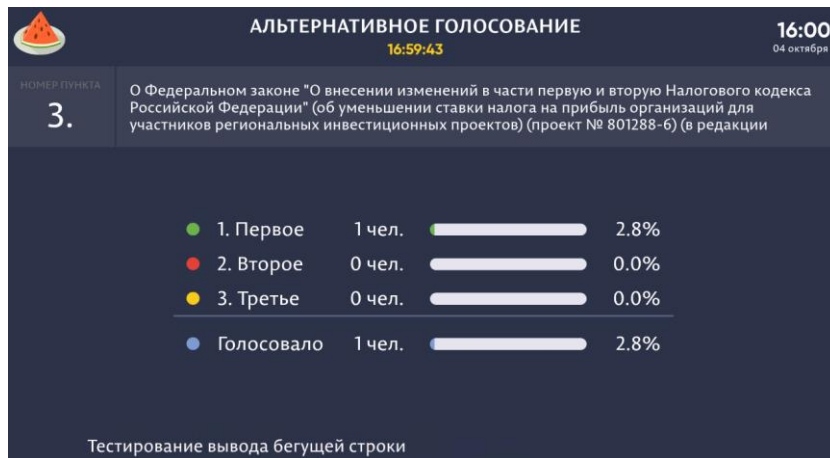 АЛЬТЕРНАТИВНОЕ ГОЛОСОВАНИЕ
16:59:43
16:00
04 октября
НОМЕР ПУНКТА
3.
О Федеральном законе "О внесении изменений в части первую и вторую Налогового кодекса
Российской Федерации" (об уменьшении ставки налога на прибыль организаций для
участников региональных инвестиционных проектов) (проект № 801288-6) (в редакции
1. Первое 1 чел. 2.8%
2. Второе 0 чел. 0.0%
3. Третье 0 чел. 0.0%
Голосовало 1 чел. 2.8%
Тестирование вывода бегущей строки